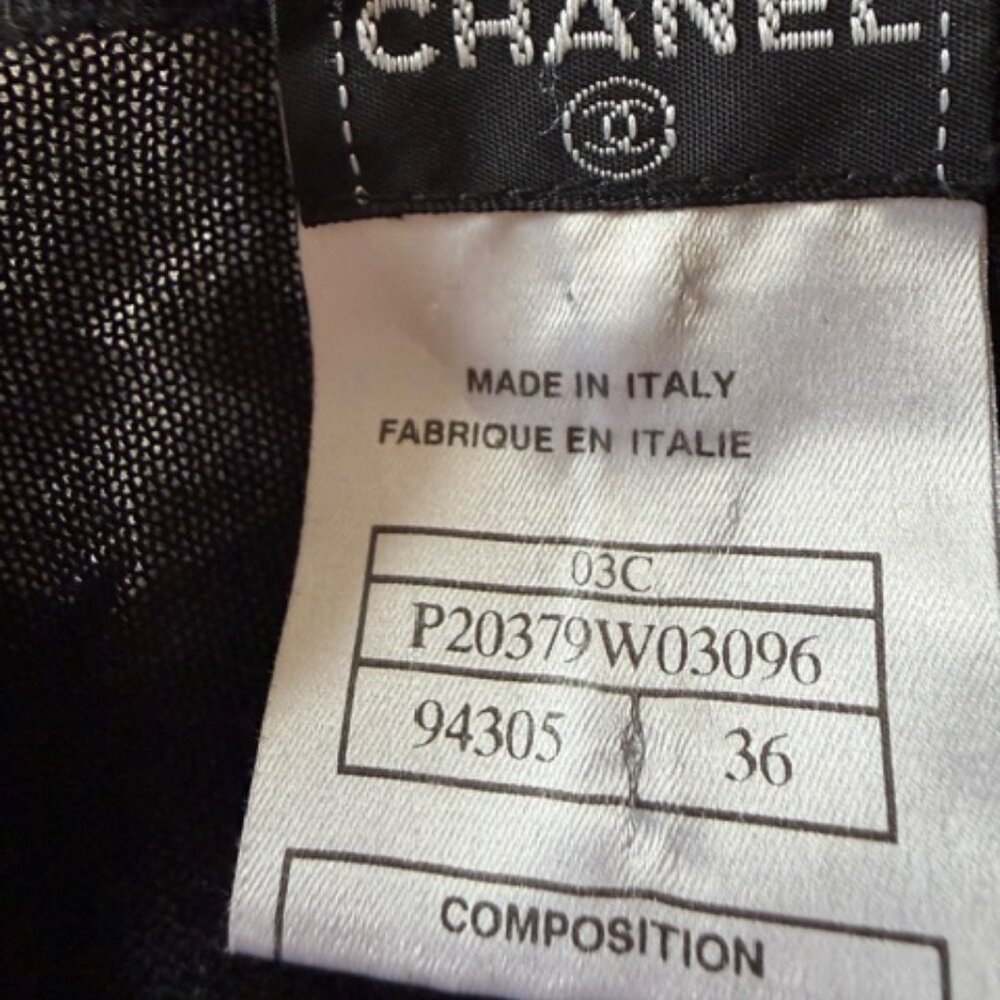 CHANEL
MADE IN ITALY
FABRIQUE EN ITALIE
03C
P20379W03096
94305 36
COMPOSITION